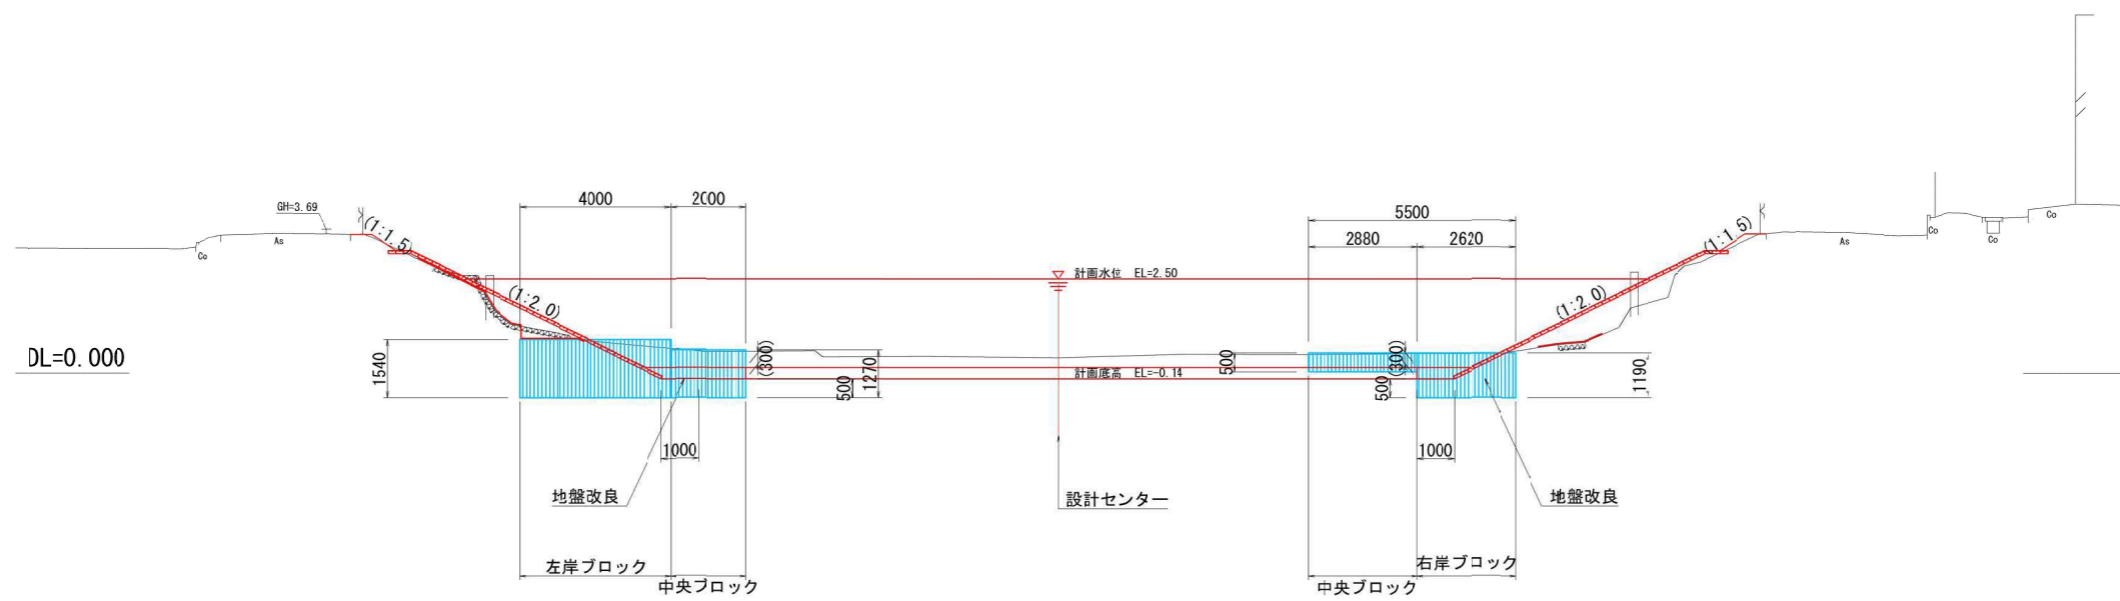 4000
2000
5500
2880
2620
GH=3.69
As
Co
(1:1.5)
(1:2.0)
計画水位 EL=2.50
(1:2.0)
(1:1.5)
As
Co
Co
Co
DL=0.000
1540
(300)
1270
500
計画底高 EL=-0.14
500
(300)
500
1190
1000
1000
地盤改良
設計センター
地盤改良
左岸ブロック
中央ブロック
中央ブロック
右岸ブロック